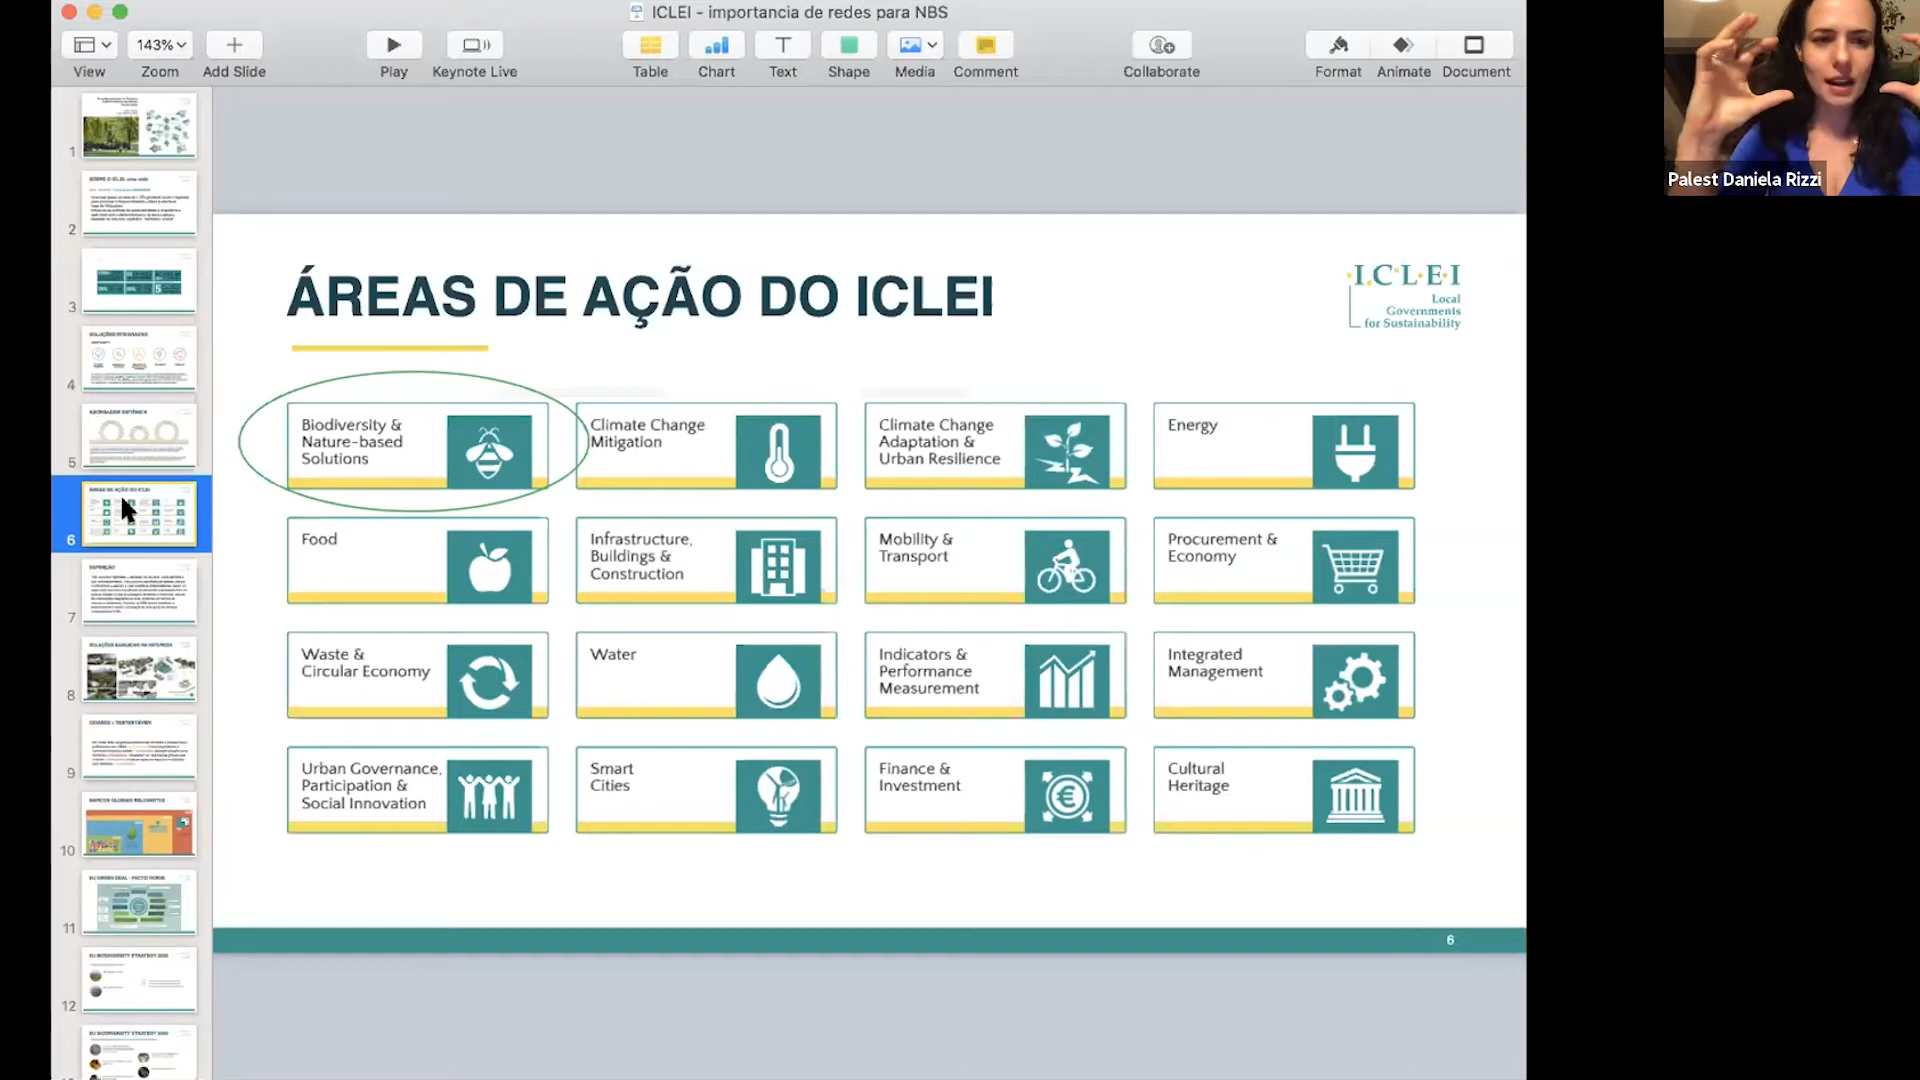 ICLEI - importancia de redes para NBS
143%
View
Zoom
Add Slide
Play
Keynote Live
Table
Chart
Text
Shape
Media
Comment
Collaborate
Format
Animate
Document
Palest Daniela Rizzi
1
2
3
4
5
6
7
8
9
10
11
12
ÁREAS DE AÇÃO DO ICLEI
I.C.L.E.I
Local
Governments
for Sustainability
Biodiversity &
Nature-based
Solutions
Climate Change
Mitigation
Climate Change
Adaptation &
Urban Resilience
Energy
Food
Infrastructure,
Buildings &
Construction
Mobility &
Transport
Procurement &
Economy
Waste &
Circular Economy
Water
Indicators &
Performance
Measurement
Integrated
Management
Urban Governance,
Participation &
Social Innovation
Smart
Cities
Finance &
Investment
Cultural
Heritage
6